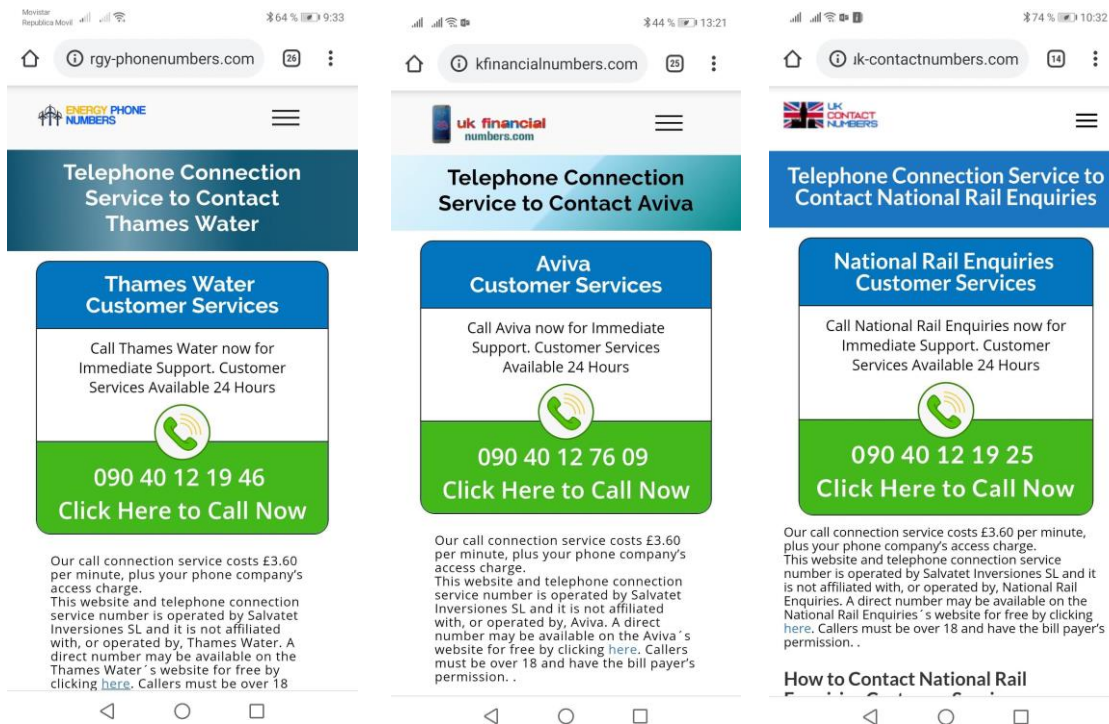 Movistar
Republica Movil
64 % 9:33
rgy-phonenumbers.com 26
ENERGY PHONE
NUMBERS
Telephone Connection
Service to Contact
Thames Water
Thames Water
Customer Services
Call Thames Water now for
Immediate Support. Customer
Services Available 24 Hours
090 40 12 19 46
Click Here to Call Now
Our call connection service costs £3.60
per minute, plus your phone company's
access charge.
This website and telephone connection
service number is operated by Salvatet
Inversiones SL and it is not affiliated
with, or operated by, Thames Water. A
direct number may be available on the
Thames Water´s website for free by
clicking here. Callers must be over 18
44 % 13:21
kfinancialnumbers.com 25
uk financial
numbers.com
Telephone Connection
Service to Contact Aviva
Aviva
Customer Services
Call Aviva now for Immediate
Support. Customer Services
Available 24 Hours
090 40 12 76 09
Click Here to Call Now
Our call connection service costs £3.60
per minute, plus your phone company's
access charge.
This website and telephone connection
service number is operated by Salvatet
Inversiones SL and it is not affiliated
with, or operated by, Aviva. A direct
number may be available on the Aviva´s
website for free by clicking here. Callers
must be over 18 and have the bill payer's
permission. .
74 % 10:32
uk-contactnumbers.com 14
UK
CONTACT
NUMBERS
Telephone Connection Service to
Contact National Rail Enquiries
National Rail Enquiries
Customer Services
Call National Rail Enquiries now for
Immediate Support. Customer
Services Available 24 Hours
090 40 12 19 25
Click Here to Call Now
Our call connection service costs £3.60 per minute,
plus your phone company's access charge.
This website and telephone connection service
number is operated by Salvatet Inversiones SL and it
is not affiliated with, or operated by, National Rail
Enquiries. A direct number may be available on the
National Rail Enquiries´s website for free by clicking
here. Callers must be over 18 and have the bill payer's
permission. .
How to Contact National Rail